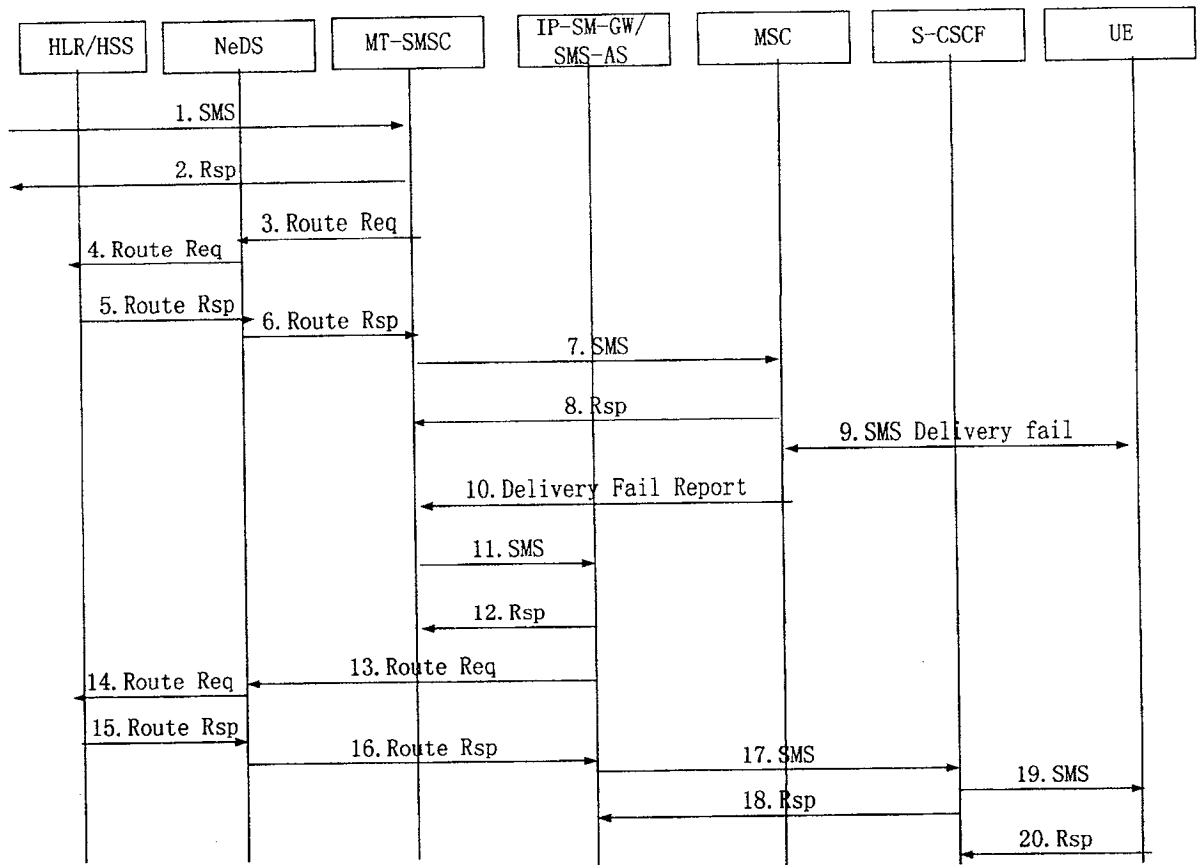 HLR/HSS
NeDS
MT-SMSC
IP-SM-GW/
SMS-AS
MSC
S-CSCF
UE
1.SMS
2.Rsp
3.Route Req
4.Route Req
5.Route Rsp
6.Route Rsp
7.SMS
8.Rsp
9.SMS Delivery fail
10.Delivery Fail Report
11.SMS
12.Rsp
13.Route Req
14.Route Req
15.Route Rsp
16.Route Rsp
17.SMS
18.Rsp
19.SMS
20.Rsp